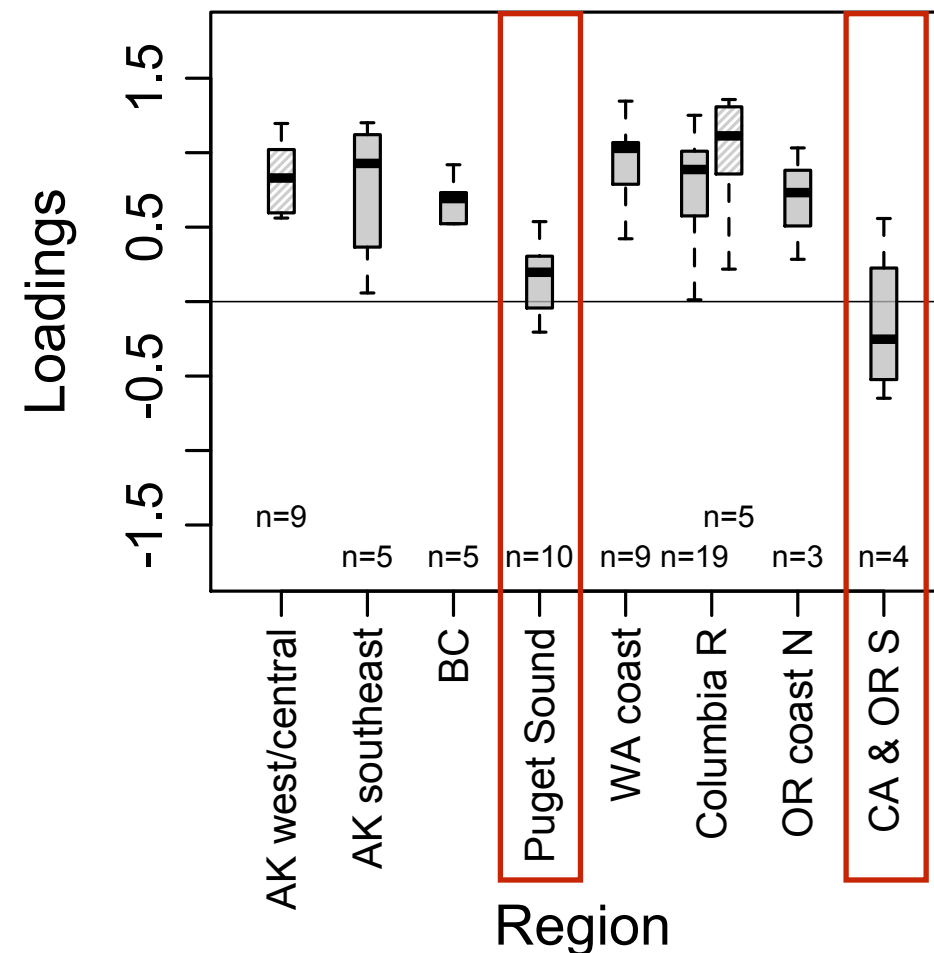 Loadings
1.5
0.5
-0.5
-1.5
n=9
n=5
n=5
n=5
n=10
n=9
n=19
n=3
n=4
AK west/central
AK southeast
BC
Puget Sound
WA coast
Columbia R
OR coast N
CA & OR S
Region